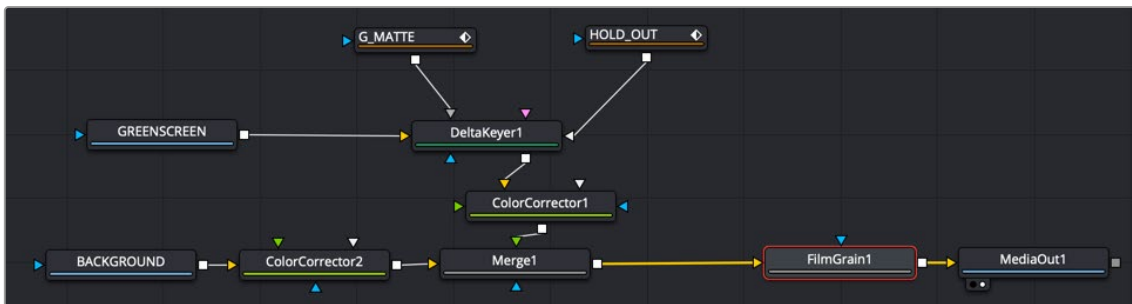 G_MATTE
HOLD_OUT
GREENSCREEN
DeltaKeyer1
ColorCorrector1
BACKGROUND
ColorCorrector2
Merge1
FilmGrain1
MediaOut1